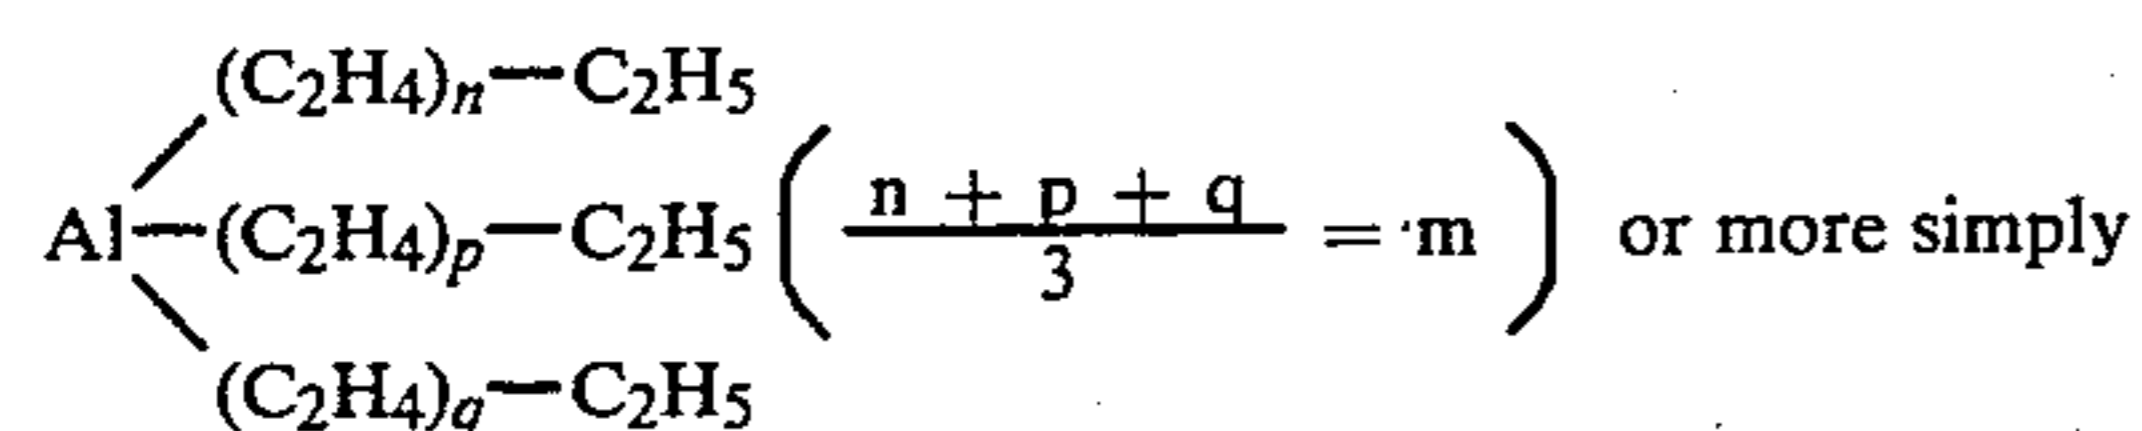 (C2H4)n—C2H5
Al—(C2H4)p—C2H5 ( n + p + q / 3 = m ) or more simply
(C2H4)q—C2H5